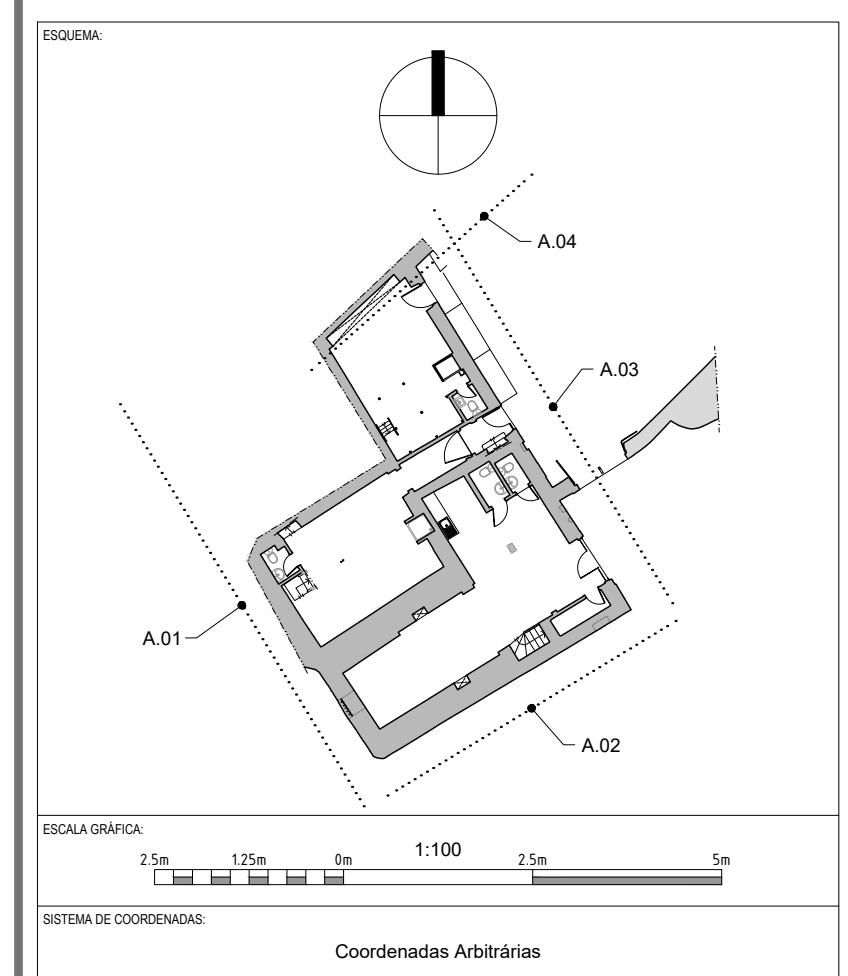 ESQUEMA:
A.04
A.03
A.01
A.02
ESCALA GRÁFICA:
1:100
2.5m 1.25m 0m 2.5m 5m
SISTEMA DE COORDENADAS:
Coordenadas Arbitrárias